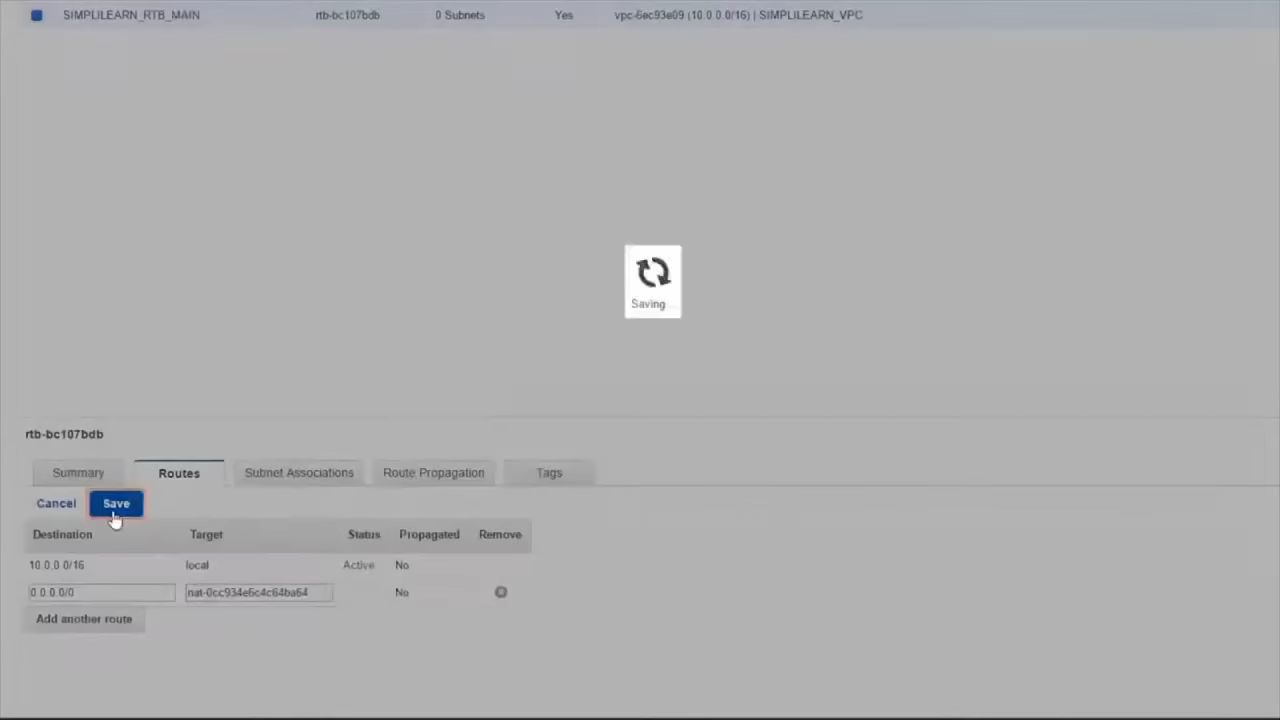 SIMPLILEARN_RTB_MAIN rtb-bc107bdb 0 Subnets Yes vpc-6ec93e09 (10.0.0.0/16) | SIMPLILEARN_VPC
Saving
rtb-bc107bdb
Summary Routes Subnet Associations Route Propagation Tags
Cancel Save
Destination Target Status Propagated Remove
10.0.0.0/16 local Active No
0.0.0.0/0 nat-0cc934e6c4c64ba64 No
Add another route